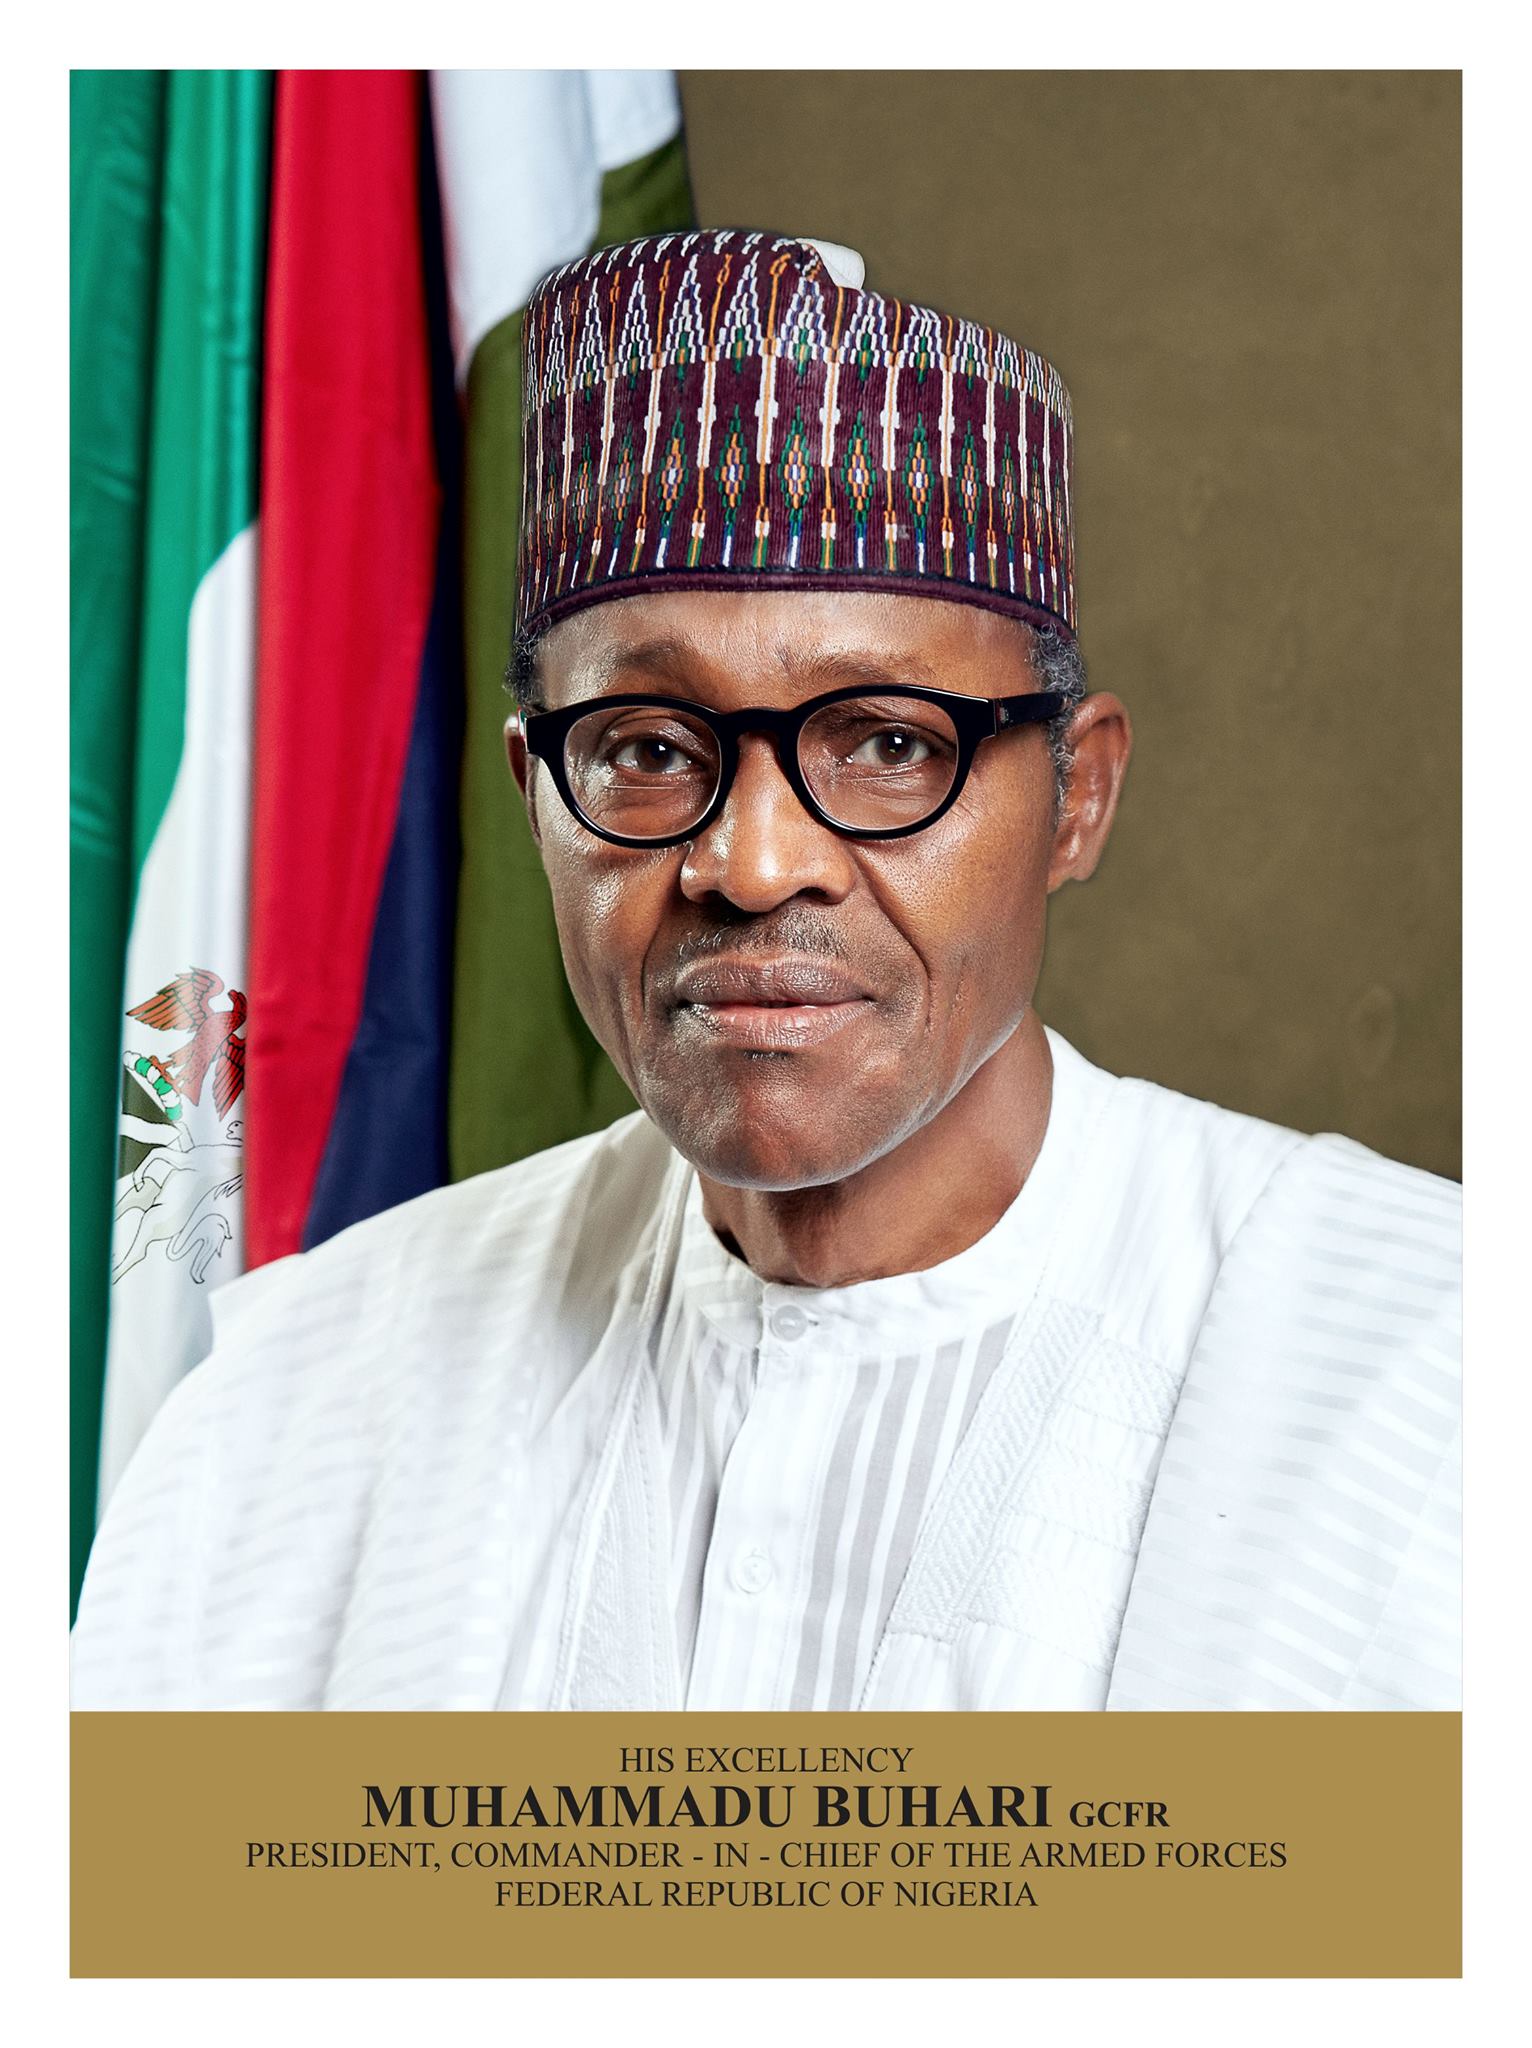 HIS EXCELLENCY
MUHAMMADU BUHARI GCFR
PRESIDENT, COMMANDER - IN - CHIEF OF THE ARMED FORCES
FEDERAL REPUBLIC OF NIGERIA